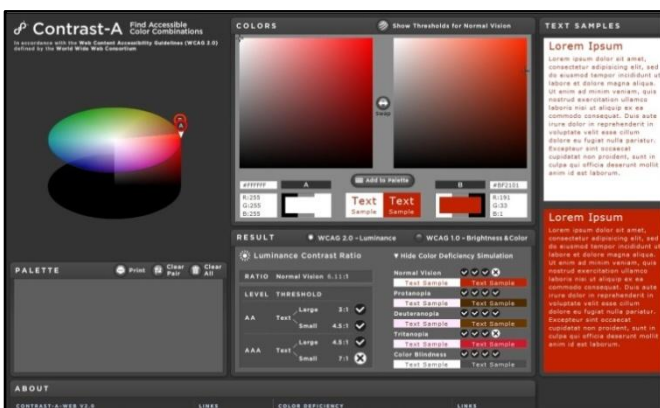 Contrast-A Find Accessible
Color Combinations
In accordance with the Web Content Accessibility Guidelines (WCAG 2.0)
defined by the World Wide Web Consortium
COLORS
Show Thresholds for Normal Vision
Swap
Add to Palette
#FFFFFF A
R:255
G:255
B:255
Text Text
Sample Sample
B #BF2101
R:191
G:33
B:1
RESULT WCAG 2.0 - Luminance WCAG 1.0 - Brightness & Color
Luminance Contrast Ratio
RATIO Normal Vision 6.11:1
LEVEL THRESHOLD
AA Text Large 3:1
Small 4.5:1
AAA Text Large 4.5:1
Small 7:1
Hide Color Deficiency Simulation
Normal Vision
Text Sample Text Sample
Protanopia
Text Sample Text Sample
Deuteranopia
Text Sample Text Sample
Tritanopia
Text Sample Text Sample
Color Blindness
Text Sample Text Sample
PALETTE Print Clear Pair Clear All
TEXT SAMPLES
Lorem Ipsum
Lorem ipsum dolor sit amet,
consectetur adipisicing elit, sed
do eiusmod tempor incididunt ut
labore et dolore magna aliqua.
Ut enim ad minim veniam, quis
nostrud exercitation ullamco
laboris nisi ut aliquip ex ea
commodo consequat. Duis aute
irure dolor in reprehenderit in
voluptate velit esse cillum
dolore eu fugiat nulla pariatur.
Excepteur sint occaecat
cupidatat non proident, sunt in
culpa qui officia deserunt mollit
anim id est laborum.
Lorem Ipsum
Lorem ipsum dolor sit amet,
consectetur adipisicing elit, sed
do eiusmod tempor incididunt ut
labore et dolore magna aliqua.
Ut enim ad minim veniam, quis
nostrud exercitation ullamco
laboris nisi ut aliquip ex ea
commodo consequat. Duis aute
irure dolor in reprehenderit in
voluptate velit esse cillum
dolore eu fugiat nulla pariatur.
Excepteur sint occaecat
cupidatat non proident, sunt in
culpa qui officia deserunt mollit
anim id est laborum.
ABOUT
CONTRAST-A-WEB V2.0 LINKS COLOR DEFICIENCY LINKS